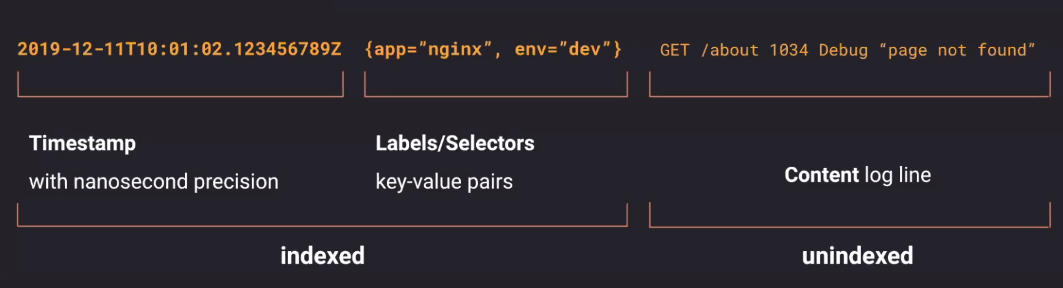 2019-12-11T10:01:02.123456789Z {app="nginx", env="dev"} GET /about 1034 Debug “page not found”
Timestamp
with nanosecond precision
Labels/Selectors
key-value pairs
Content log line
indexed
unindexed